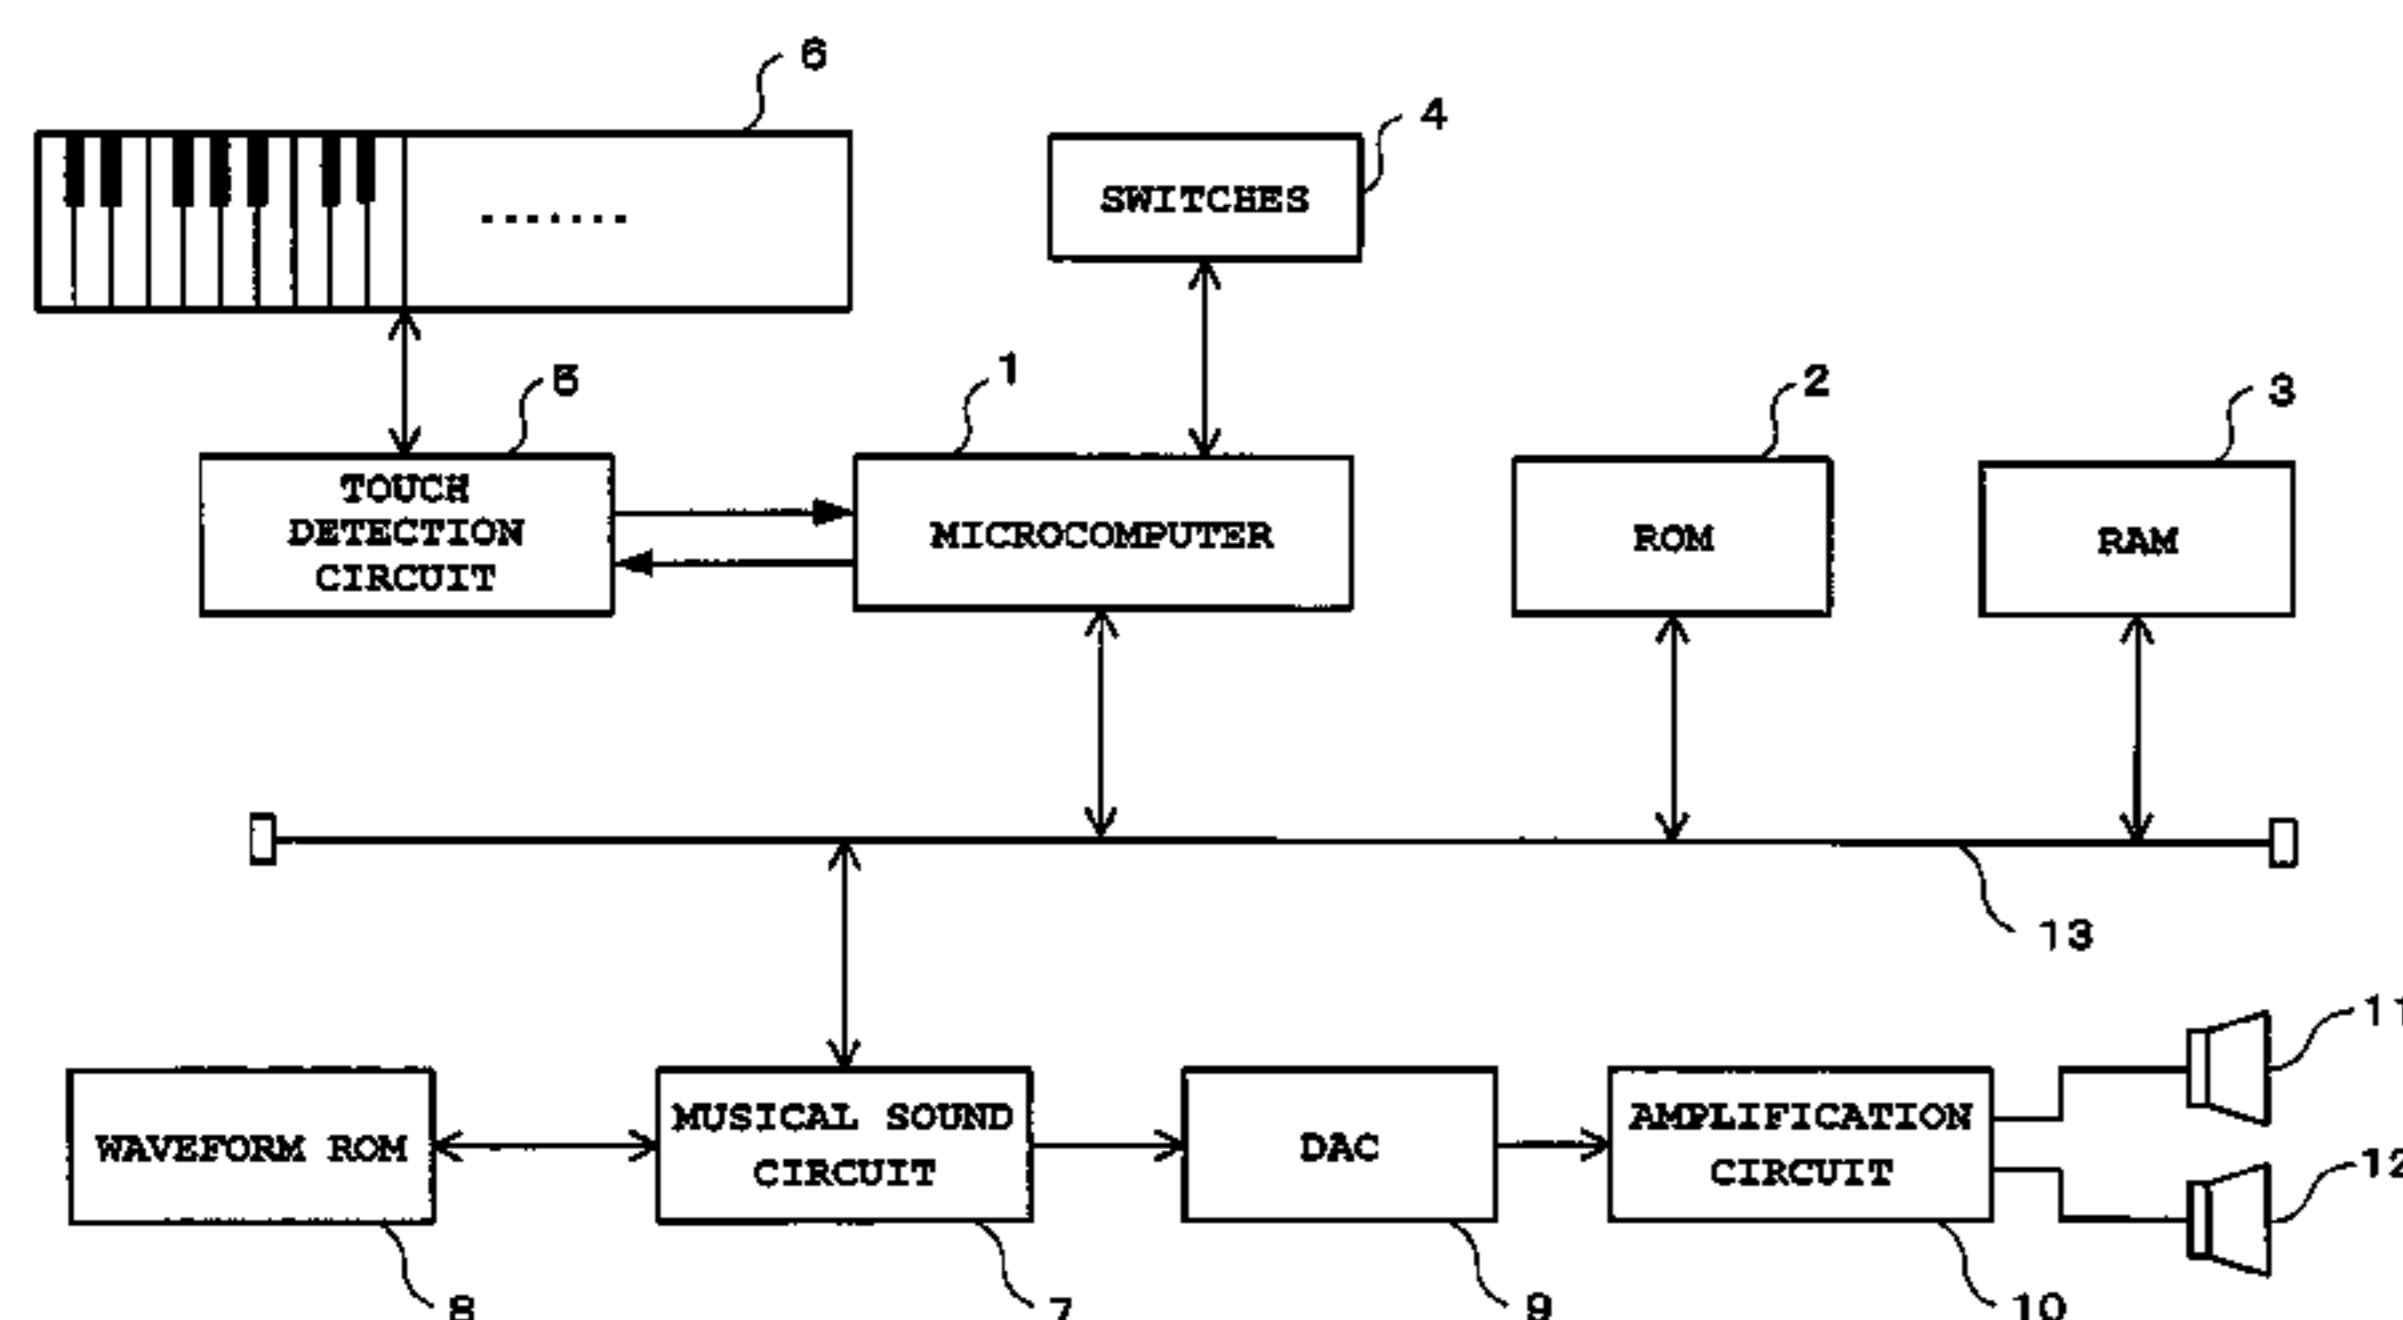 6
4
SWITCHES
5
1
2
3
TOUCH
DETECTION
CIRCUIT
MICROCOMPUTER
ROM
RAM
13
11
12
WAVEFORM ROM
MUSICAL SOUND
CIRCUIT
DAC
AMPLIFICATION
CIRCUIT
8
7
9
10